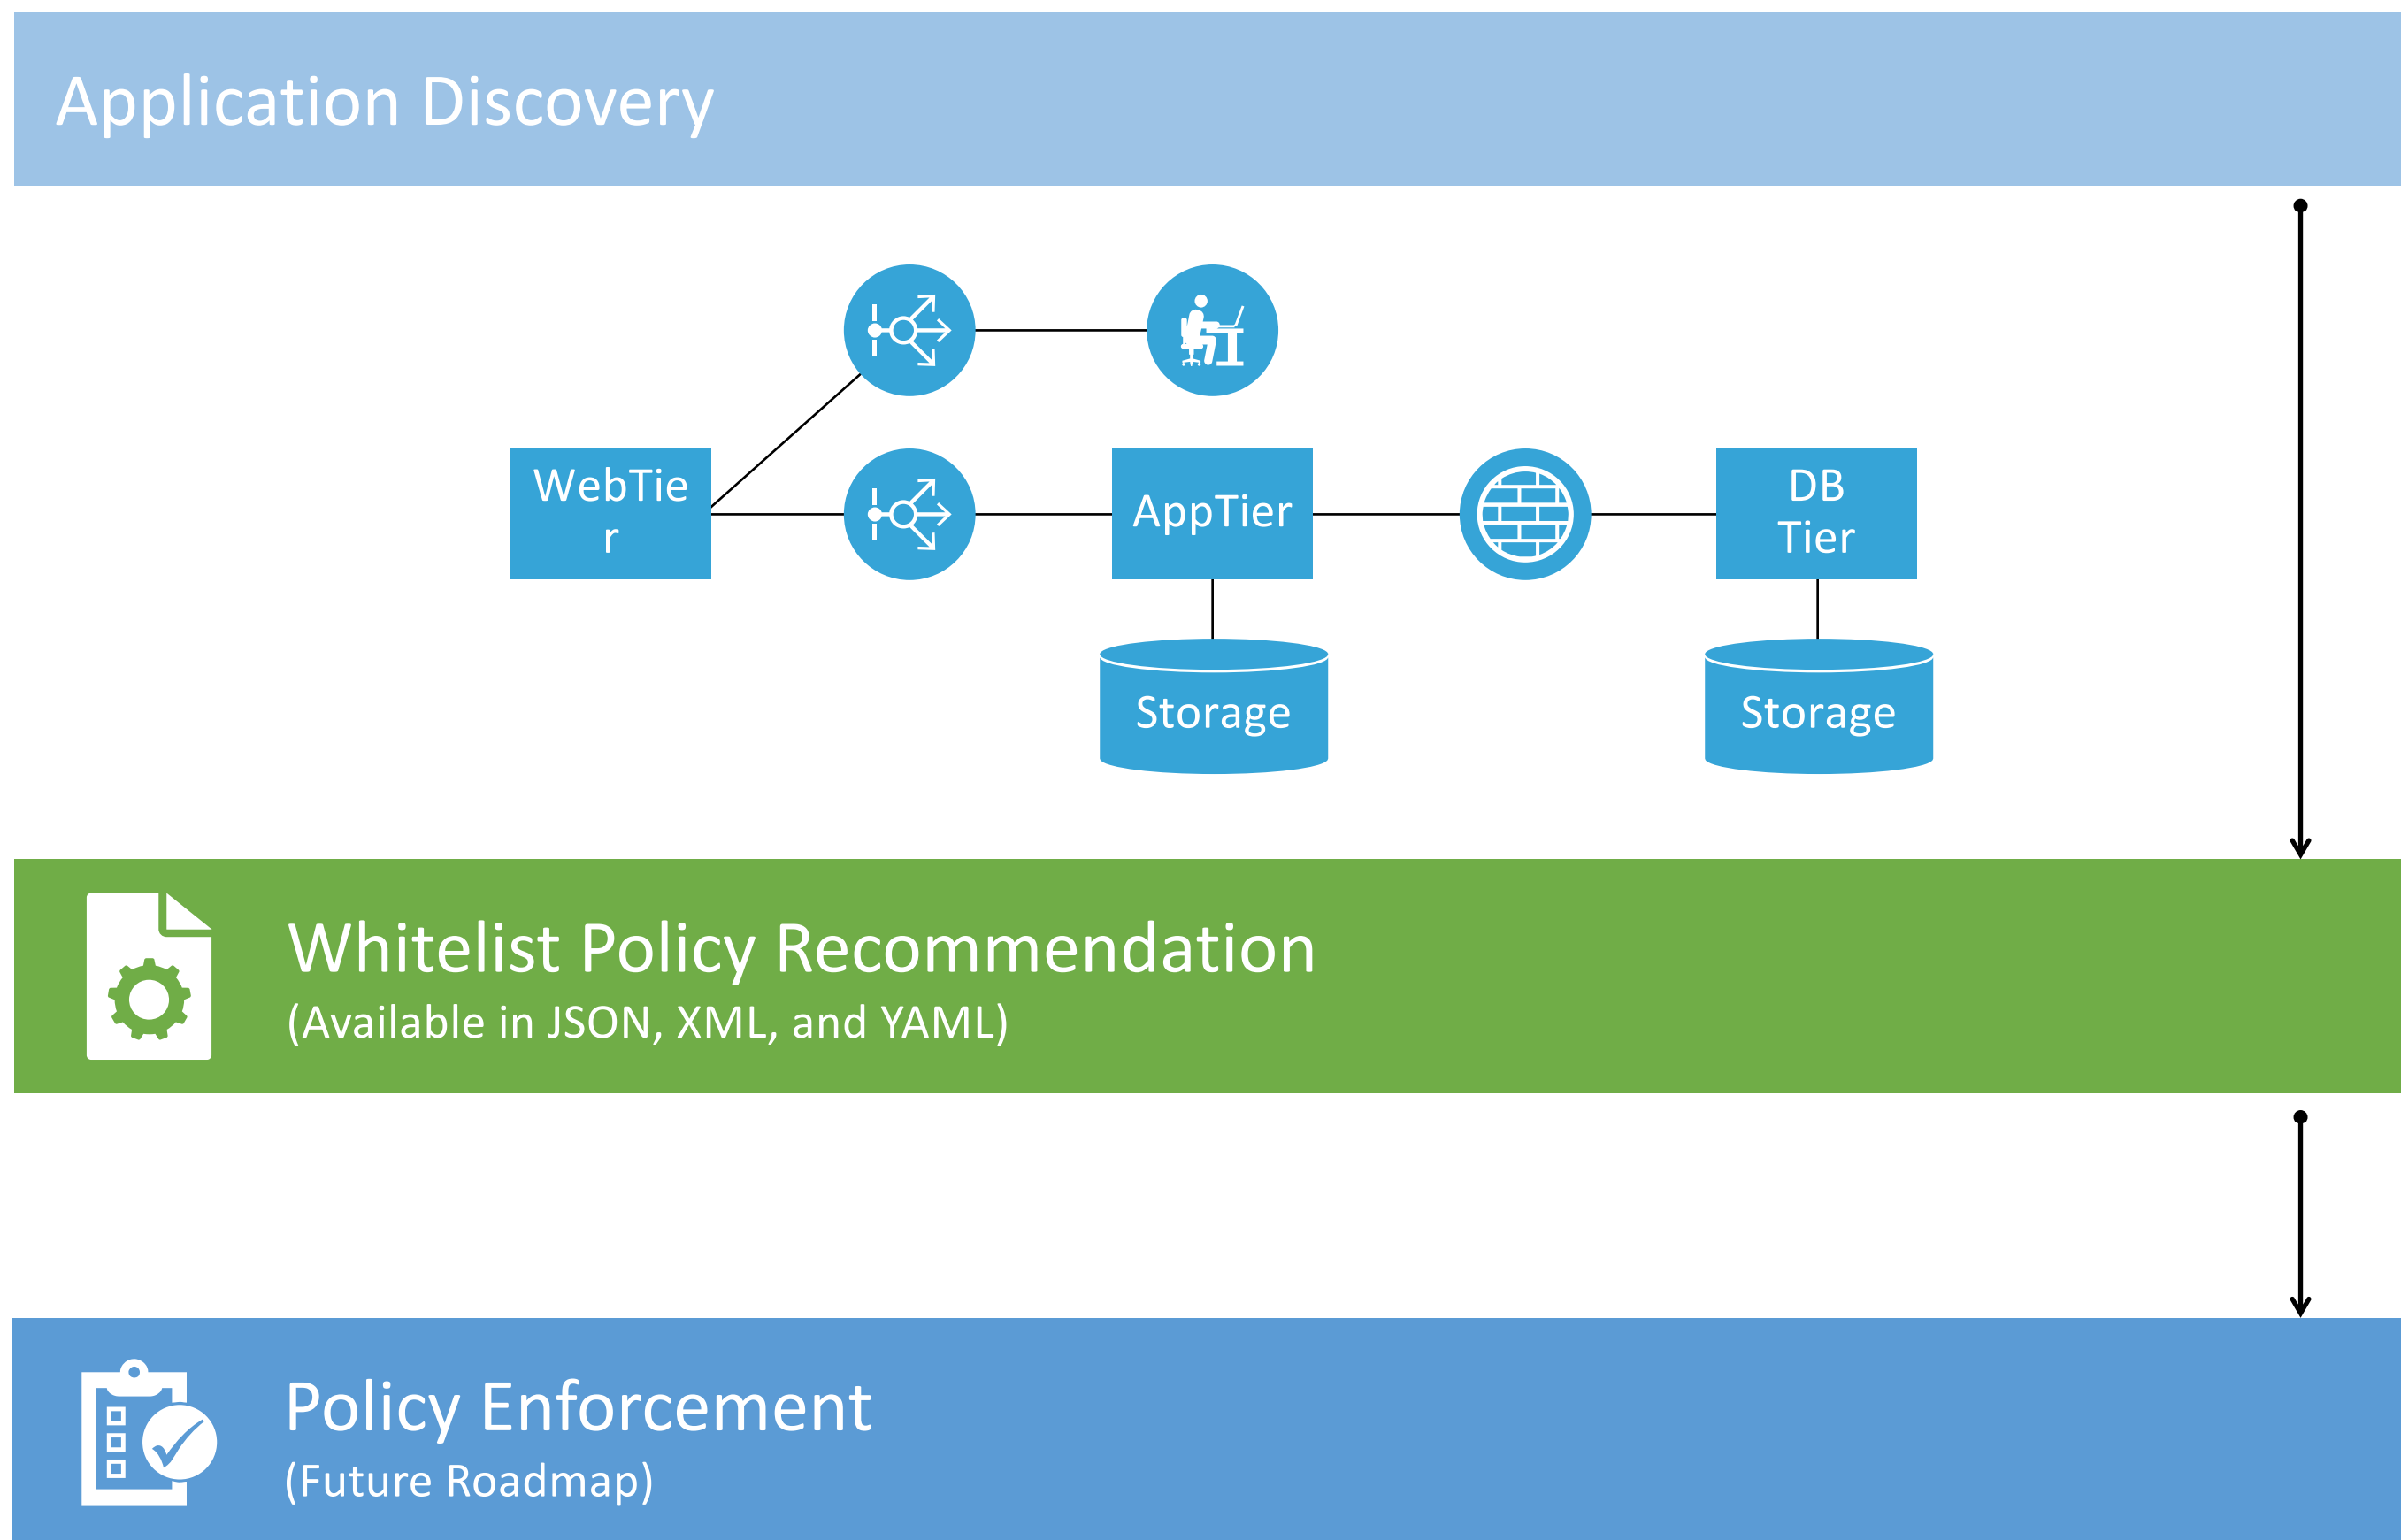 Application Discovery
WebTie
r
AppTier
DB
Tier
Storage
Storage
Whitelist Policy Recommendation
(Available in JSON, XML, and YAML)
Policy Enforcement
(Future Roadmap)